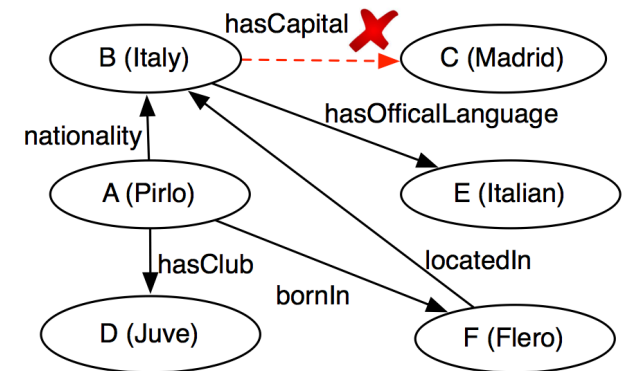 hasCapital
B (Italy)
C (Madrid)
hasOfficalLanguage
nationality
A (Pirlo)
E (Italian)
hasClub
locatedIn
bornIn
D (Juve)
F (Flero)